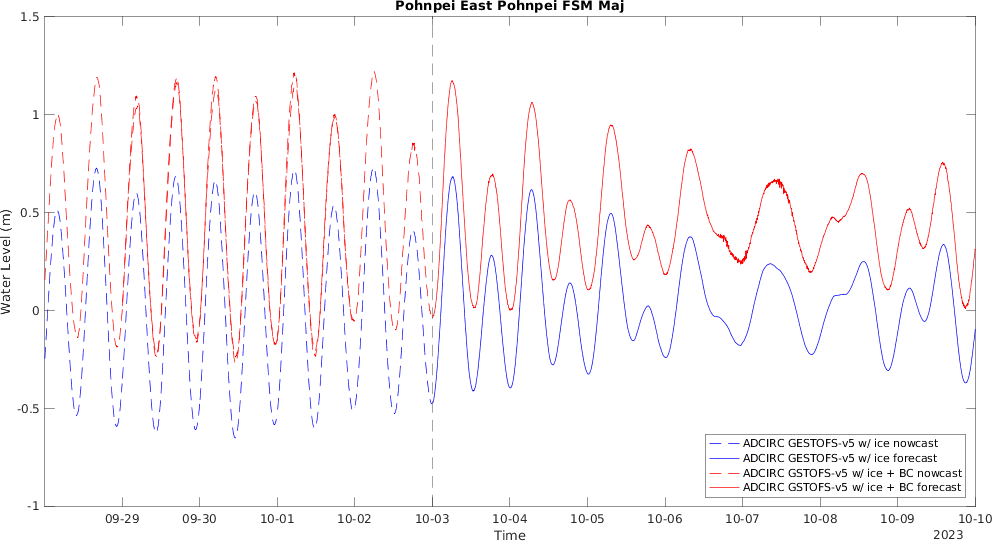 Pohnpei East Pohnpei FSM Maj
1.5
1
0.5
0
-0.5
-1
Water Level (m)
09-29 09-30 10-01 10-02 10-03 10-04 10-05 10-06 10-07 10-08 10-09 10-10
Time
2023
ADCIRC GESTOFS-v5 w/ ice nowcast
ADCIRC GESTOFS-v5 w/ ice forecast
ADCIRC GSTOFS-v5 w/ ice + BC nowcast
ADCIRC GSTOFS-v5 w/ ice + BC forecast